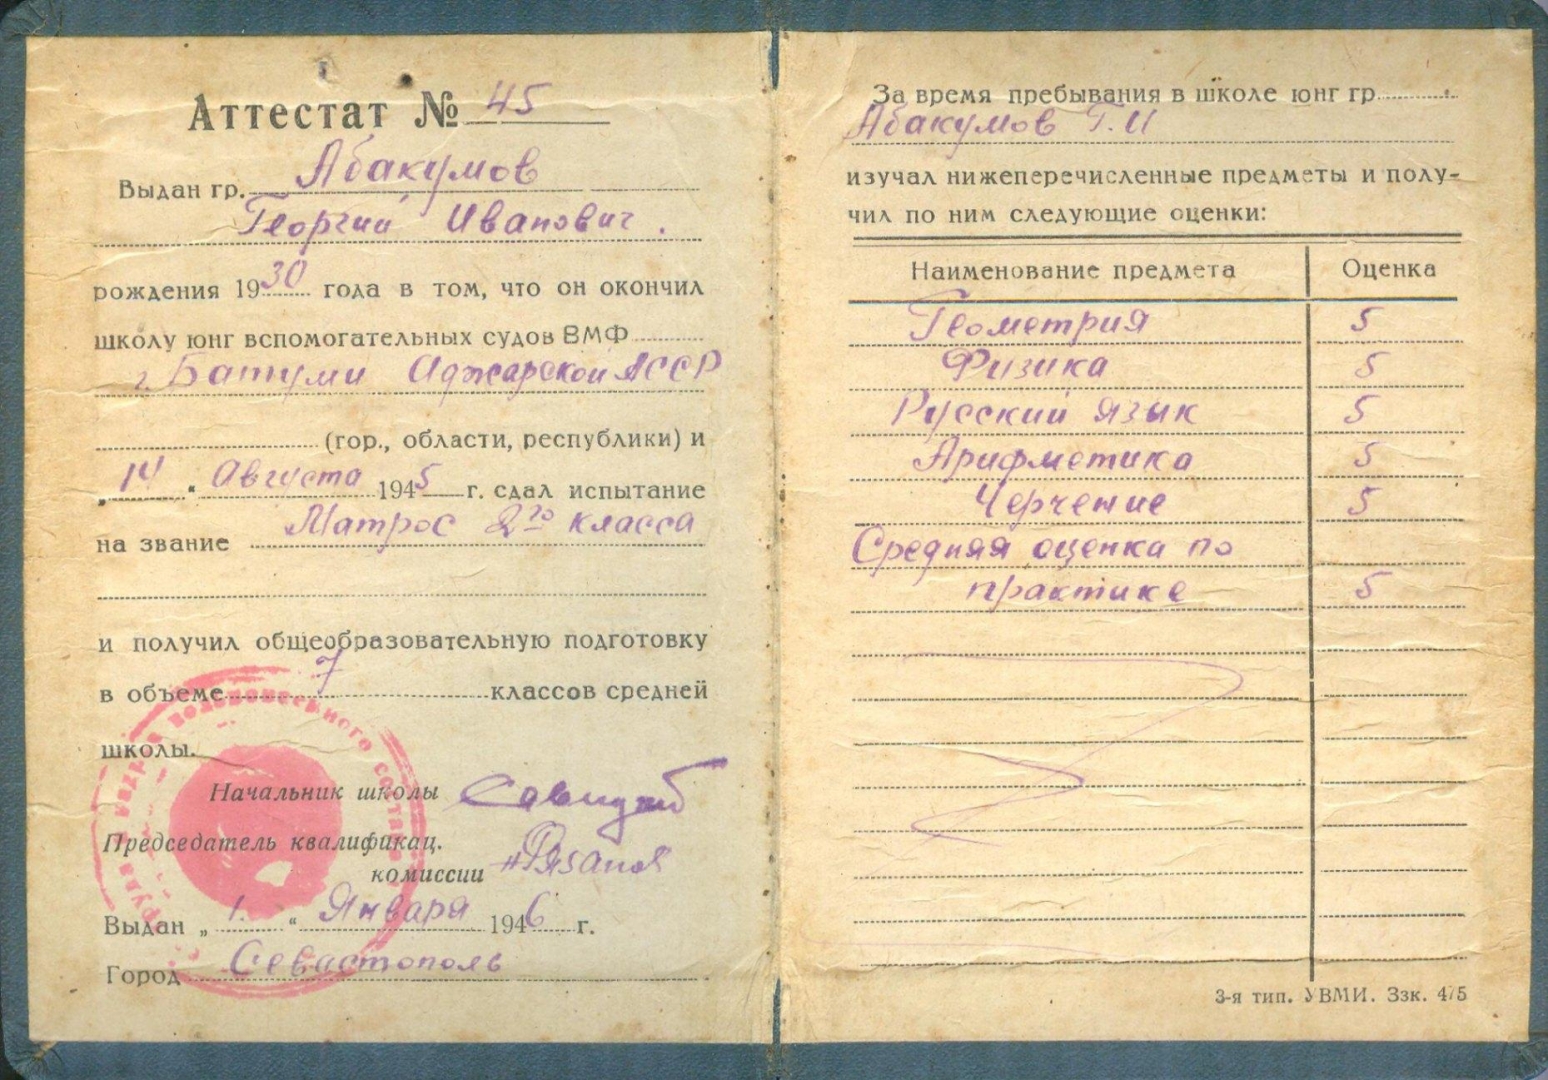 Аттестат № 45
Выдан гр. Абакумов
Георгий Иванович.
рождения 1930 года в том, что он окончил
школу юнг вспомогательных судов ВМФ
г. Батуми Аджарской АССР
(гор., области, республики) и
„14“ Августа 1945 г. сдал испытание
на звание Матрос 2го класса
и получил общеобразовательную подготовку
в объеме 7 классов средней
школы.
Начальник школы
Председатель квалификац.
комиссии
Выдан „1.“ Января 1946 г.
Город Севастополь
За время пребывания в школе юнг гр.
Абакумов Г. И
изучал нижеперечисленные предметы и полу-
чил по ним следующие оценки:
Наименование предмета Оценка
Геометрия 5
Физика 5
Русский язык 5
Арифметика 5
Черчение 5
Средняя оценка по
практике 5
3-я тип. УВМИ. Ззк. 475